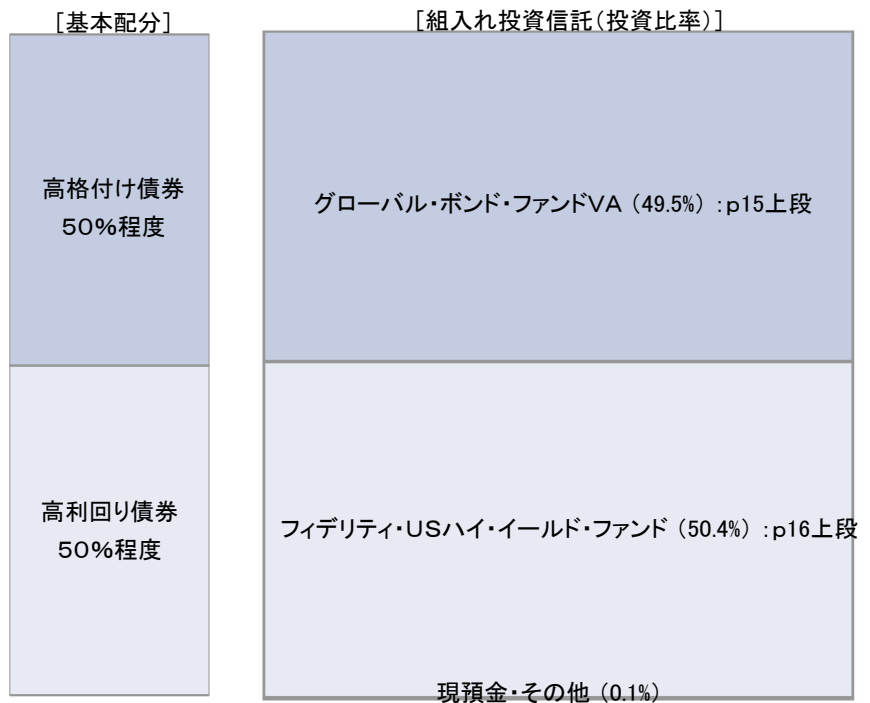 ［基本配分］
［組入れ投資信託（投資比率）］
高格付け債券
５０％程度
グローバル・ボンド・ファンドＶＡ（49.5%）：ｐ15上段
高利回り債券
５０％程度
フィデリティ・ＵＳハイ・イールド・ファンド（50.4%）：ｐ16上段
現預金・その他（0.1%）